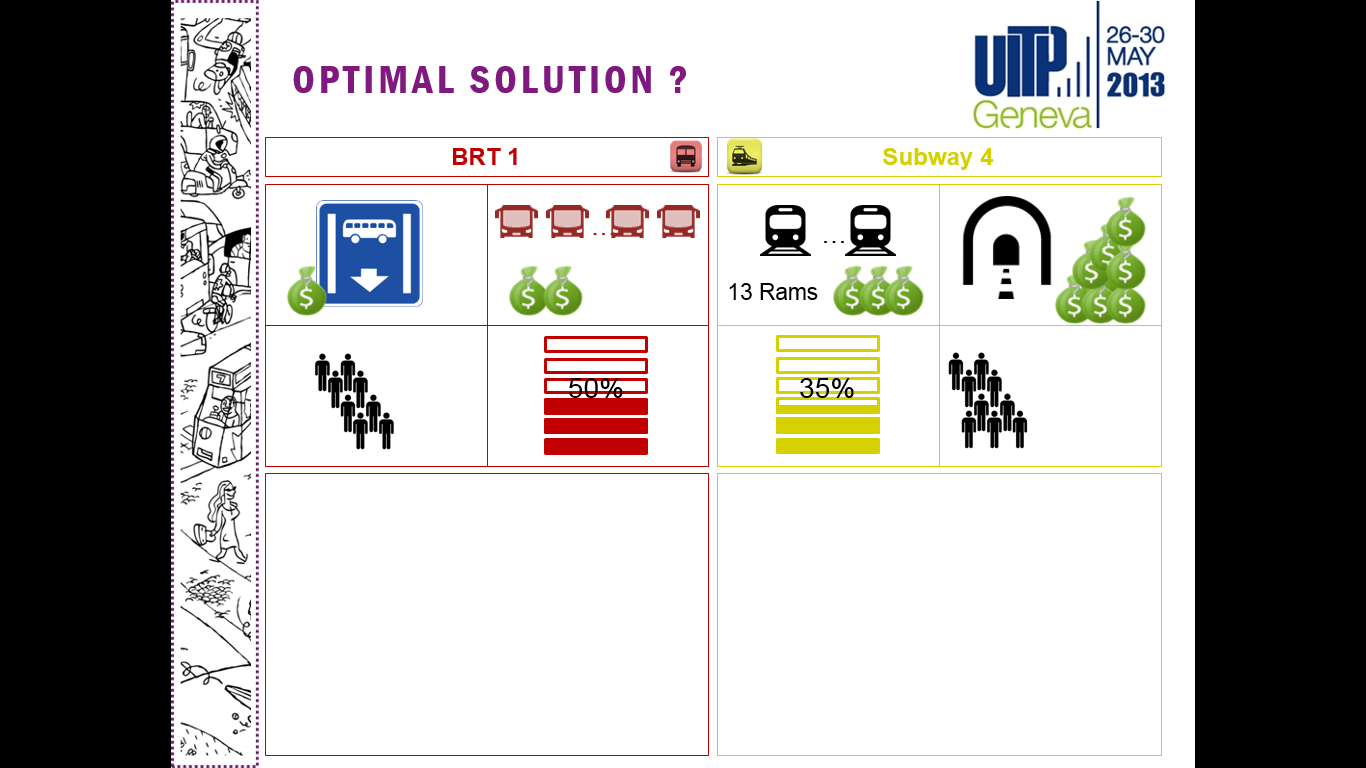 OPTIMAL SOLUTION ?
UITP
Geneva
26-30
MAY
2013
BRT 1
Subway 4
...
...
13 Rams
50%
35%